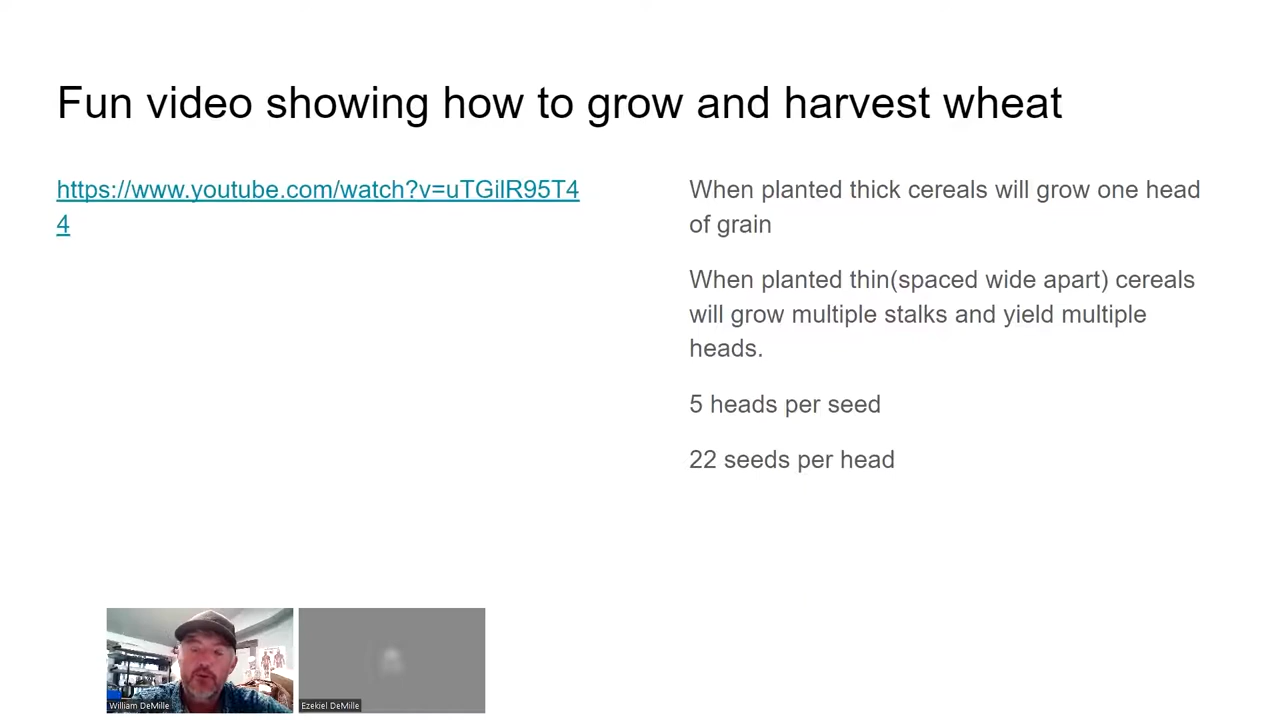 Fun video showing how to grow and harvest wheat
https://www.youtube.com/watch?v=uTGilR95T4
4
When planted thick cereals will grow one head
of grain
When planted thin(spaced wide apart) cereals
will grow multiple stalks and yield multiple
heads.
5 heads per seed
22 seeds per head
William DeMille
Ezekiel DeMille